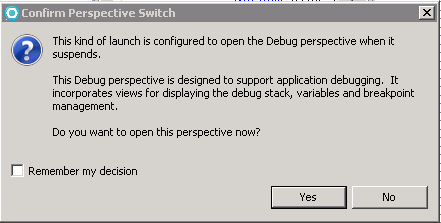 Confirm Perspective Switch
This kind of launch is configured to open the Debug perspective when it
suspends.
This Debug perspective is designed to support application debugging. It
incorporates views for displaying the debug stack, variables and breakpoint
management.
Do you want to open this perspective now?
Remember my decision
Yes
No